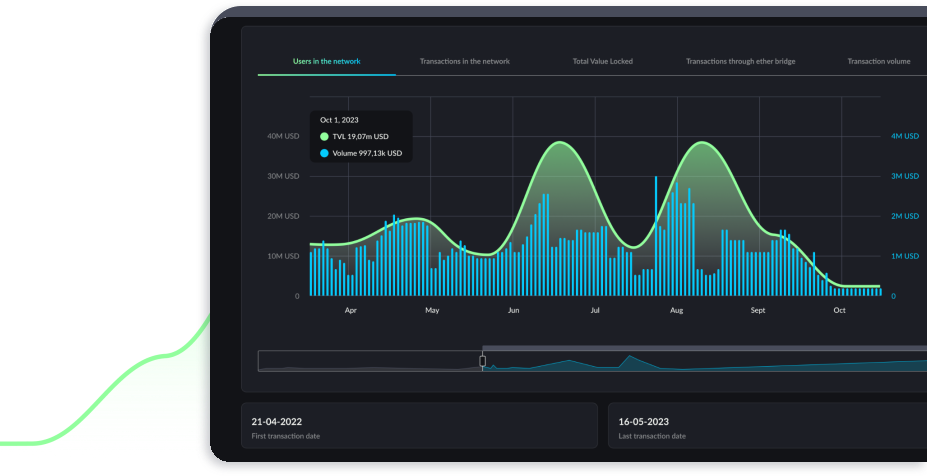 Users in the network
Transactions in the network
Total Value Locked
Transactions through ether bridge
Transaction volume
Oct 1, 2023
TVL 19,07m USD
Volume 997,13k USD
40M USD
30M USD
20M USD
10M USD
0
4M USD
3M USD
2M USD
1M USD
0
Apr
May
Jun
Jul
Aug
Sept
Oct
21-04-2022
First transaction date
16-05-2023
Last transaction date